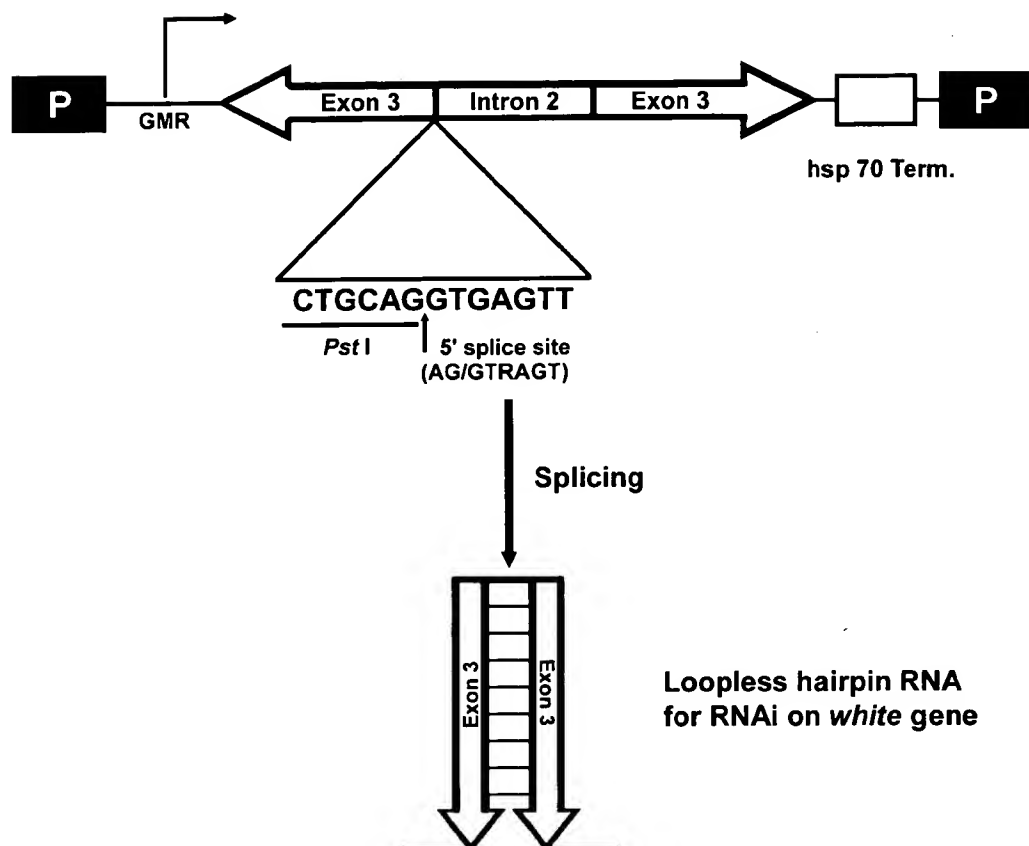 P
GMR
Exon 3
Intron 2
Exon 3
P
hsp 70 Term.
CTGCAGGTGAGTT
Pst I
5' splice site
(AG/GTRAGT)
Splicing
Exon 3
Exon 3
Loopless hairpin RNA
for RNAi on white gene